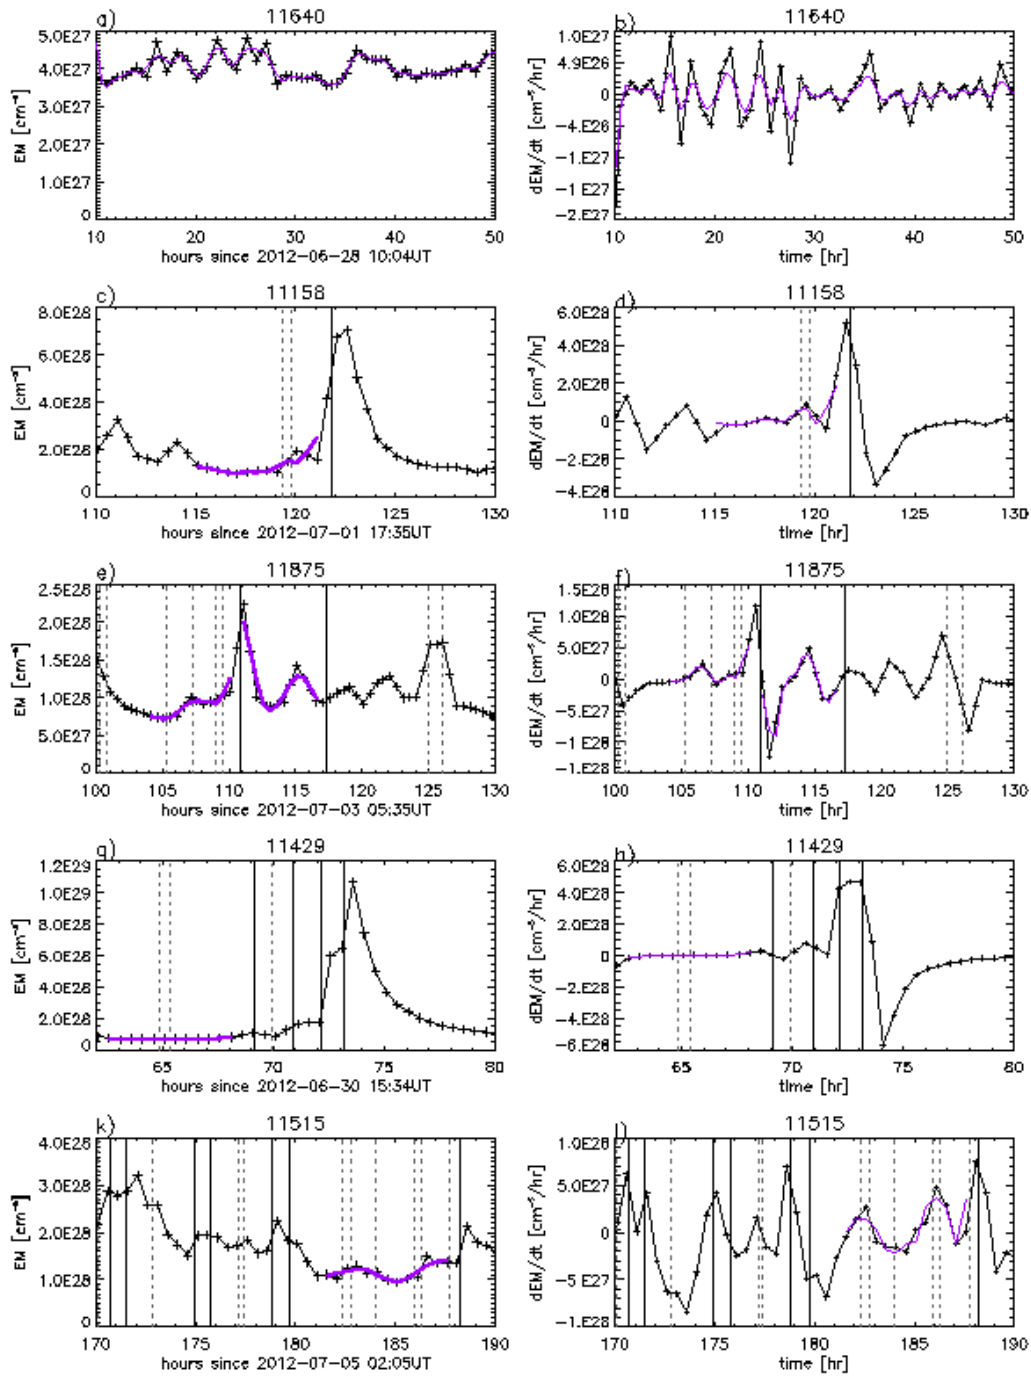 a) 11640
5.0E27
4.0E27
3.0E27
2.0E27
1.0E27
0
EM [cm⁻⁵]
10 20 30 40 50
hours since 2012-06-28 10:04UT
b) 11640
1.0E27
4.9E26
0
-4.E26
-1.E27
-1.E27
-2.E27
dEM/dt [cm⁻⁵/hr]
10 20 30 40 50
time [hr]
c) 11158
8.0E28
6.0E28
4.0E28
2.0E28
0
EM [cm⁻⁵]
110 115 120 125 130
hours since 2012-07-01 17:35UT
d) 11158
6.0E28
4.0E28
2.0E28
0
-2.E28
-4.E28
dEM/dt [cm⁻⁵/hr]
110 115 120 125 130
time [hr]
e) 11875
2.5E28
2.0E28
1.5E28
1.0E28
5.0E27
0
EM [cm⁻⁵]
100 105 110 115 120 125 130
hours since 2012-07-03 05:35UT
f) 11875
1.5E28
1.0E28
5.0E27
0
-5.E27
-1.E28
-1.E28
dEM/dt [cm⁻⁵/hr]
100 105 110 115 120 125 130
time [hr]
g) 11429
1.2E29
1.0E29
8.0E28
6.0E28
4.0E28
2.0E28
0
EM [cm⁻⁵]
65 70 75 80
hours since 2012-06-30 15:34UT
h) 11429
6.0E28
4.0E28
2.0E28
0
-2.E28
-4.E28
-6.E28
dEM/dt [cm⁻⁵/hr]
65 70 75 80
time [hr]
k) 11515
4.0E28
3.0E28
2.0E28
1.0E28
0
EM [cm⁻⁵]
170 175 180 185 190
hours since 2012-07-05 02:05UT
l) 11515
1.0E28
5.0E27
0
-5.E27
-1.E28
dEM/dt [cm⁻⁵/hr]
170 175 180 185 190
time [hr]